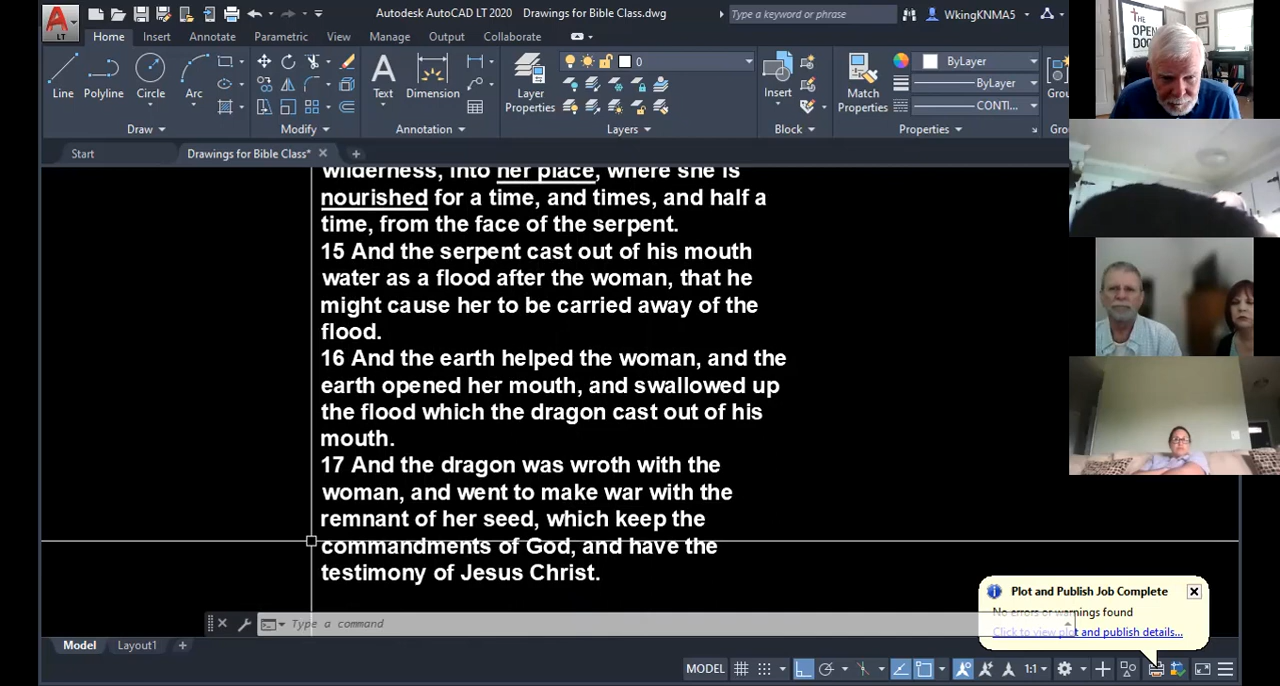 Autodesk AutoCAD LT 2020 Drawings for Bible Class.dwg
Type a keyword or phrase
WkingKNMA5
LT
Home Insert Annotate Parametric View Manage Output Collaborate
0
ByLayer
ByLayer
CONTI...
Line Polyline Circle Arc
Text Dimension
Layer Properties
Insert
Match Properties
Grou
Draw Modify Annotation Layers Block Properties Gro
Start Drawings for Bible Class*
wilderness, into her place, where she is
nourished for a time, and times, and half a
time, from the face of the serpent.
15 And the serpent cast out of his mouth
water as a flood after the woman, that he
might cause her to be carried away of the
flood.
16 And the earth helped the woman, and the
earth opened her mouth, and swallowed up
the flood which the dragon cast out of his
mouth.
17 And the dragon was wroth with the
woman, and went to make war with the
remnant of her seed, which keep the
commandments of God, and have the
testimony of Jesus Christ.
Type a command
Model Layout1
MODEL 1:1
Plot and Publish Job Complete
No errors or warnings found
Click to view plot and publish details...
THE
OPEN
DOO